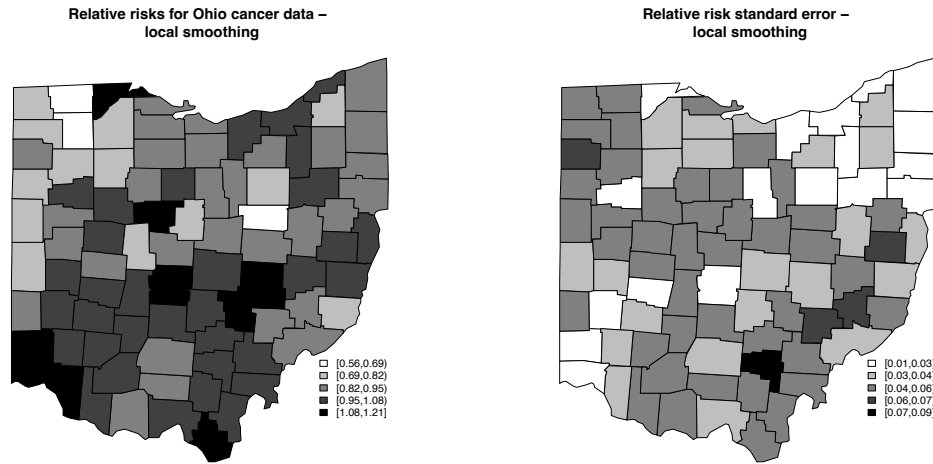 Relative risks for Ohio cancer data –
local smoothing
[0.56,0.69)
[0.69,0.82)
[0.82,0.95)
[0.95,1.08)
[1.08,1.21]
Relative risk standard error –
local smoothing
[0.01,0.03)
[0.03,0.04)
[0.04,0.06)
[0.06,0.07)
[0.07,0.09]